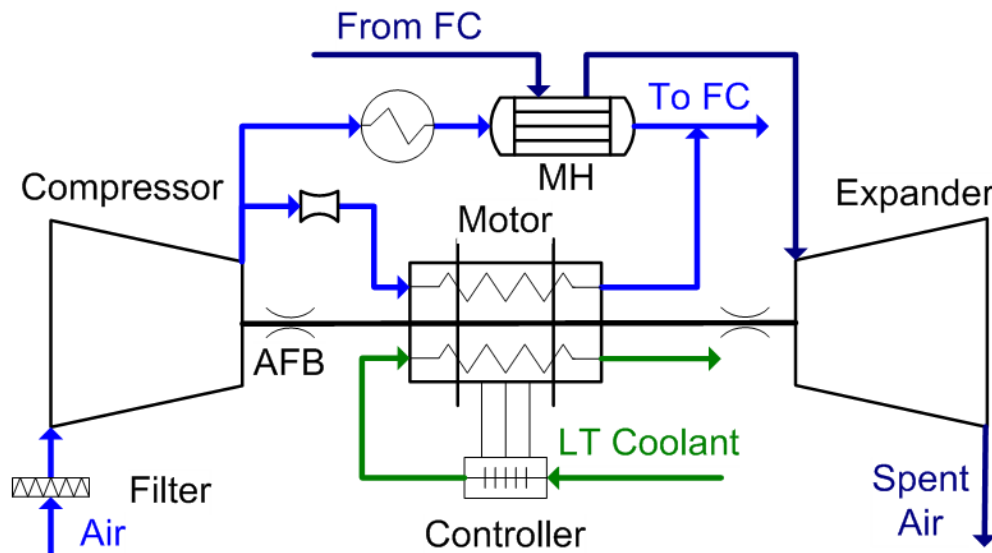 From FC
To FC
Compressor
MH
Expander
Motor
AFB
LT Coolant
Filter
Spent
Air
Air
Controller